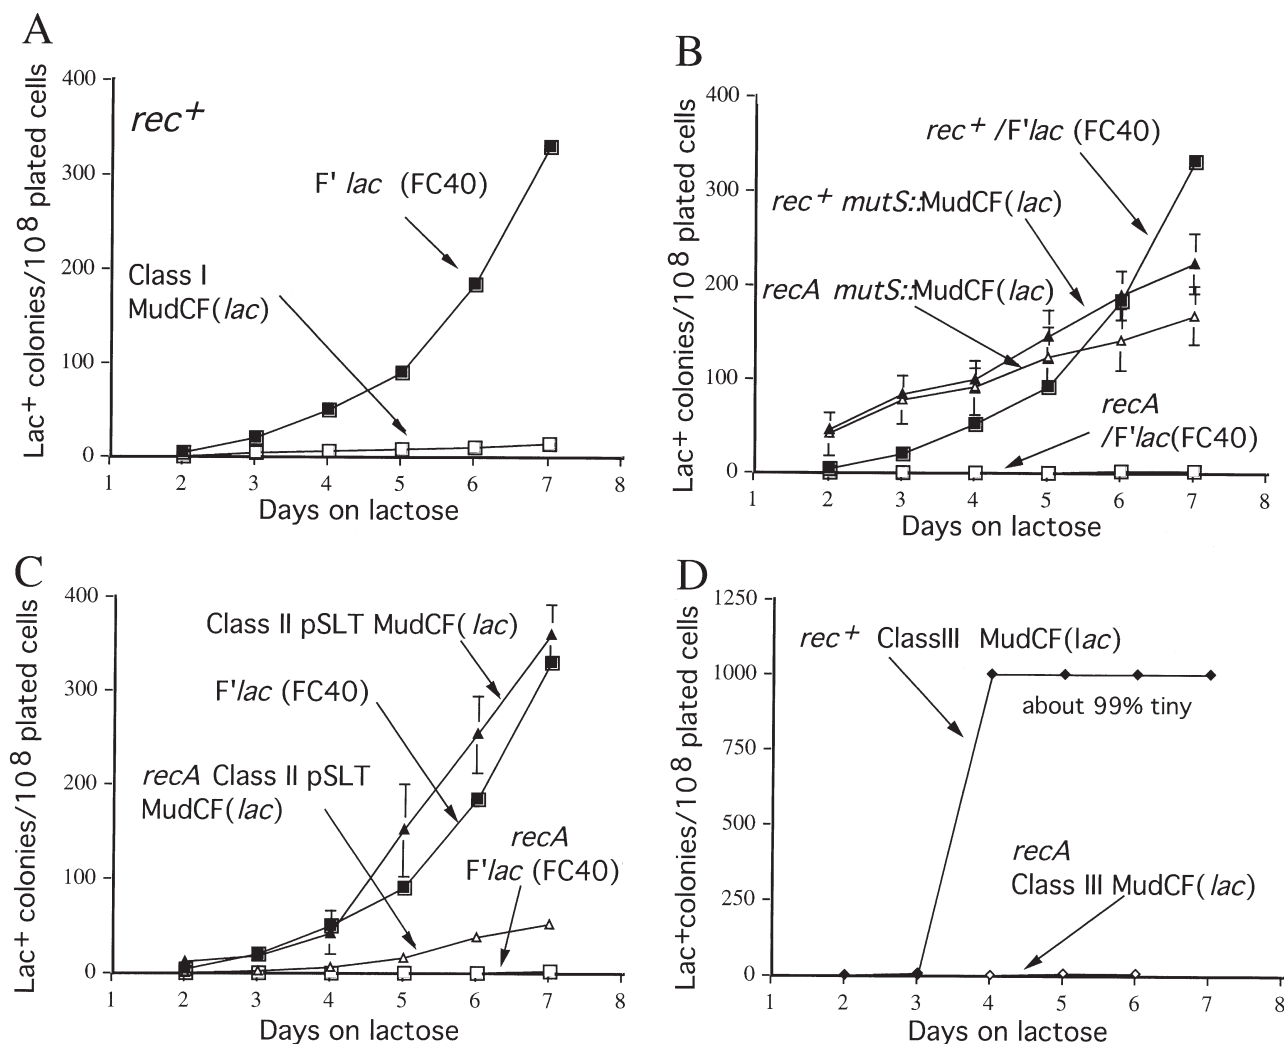 A
Lac+ colonies/10^8 plated cells
400
300
200
100
0
rec+
F' lac (FC40)
Class I
MudCF(lac)
1 2 3 4 5 6 7 8
Days on lactose
B
Lac+ colonies/10^8 plated cells
400
300
200
100
0
rec+ /F'lac (FC40)
rec+ mutS::MudCF(lac)
recA mutS::MudCF(lac)
recA
/F'lac(FC40)
1 2 3 4 5 6 7 8
Days on lactose
C
Lac+ colonies/10^8 plated cells
400
300
200
100
0
Class II pSLT MudCF(lac)
F'lac (FC40)
recA Class II pSLT
MudCF(lac)
recA
F'lac (FC40)
1 2 3 4 5 6 7 8
Days on lactose
D
Lac+colonies/10^8 plated cells
1250
1000
750
500
250
0
rec+ ClassIII MudCF(lac)
about 99% tiny
recA
Class III MudCF(lac)
1 2 3 4 5 6 7 8
Days on lactose